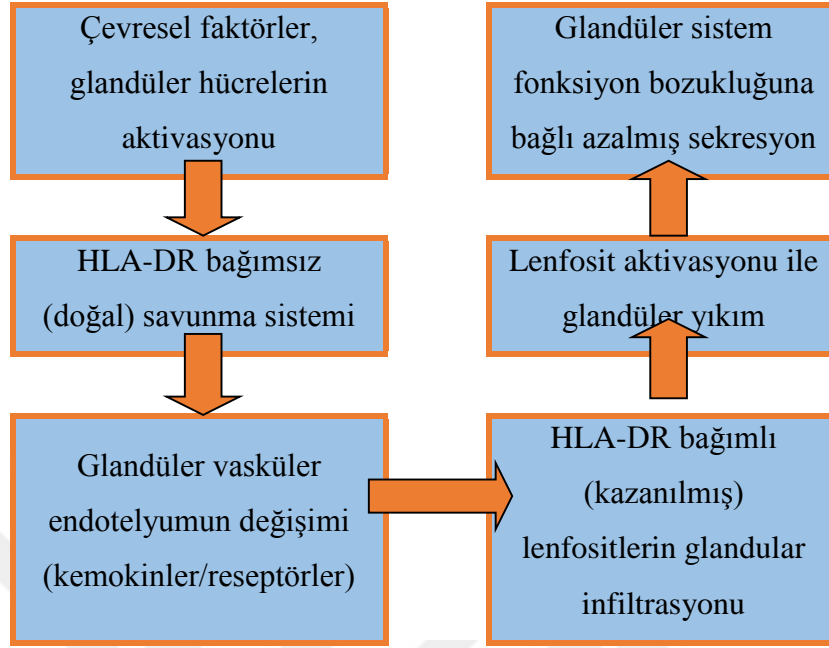 Çevresel faktörler,
glandüler hücrelerin
aktivasyonu
HLA-DR bağımsız
(doğal) savunma sistemi
Glandüler vasküler
endotelyumun değişimi
(kemokinler/reseptörler)
HLA-DR bağımlı
(kazanılmış)
lenfositlerin glandular
infiltrasyonu
Lenfosit aktivasyonu ile
glandüler yıkım
Glandüler sistem
fonksiyon bozukluğuna
bağlı azalmış sekresyon